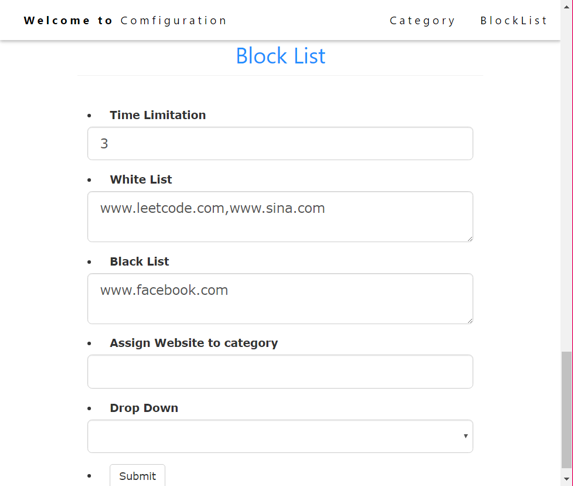 Welcome to Comfiguration
Category BlockList
Block List
Time Limitation
3
White List
www.leetcode.com,www.sina.com
Black List
www.facebook.com
Assign Website to category
Drop Down
Submit